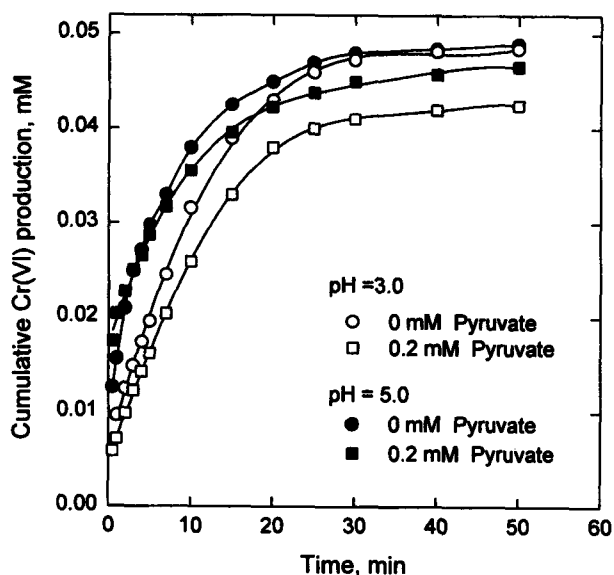 Cumulative Cr(VI) production, mM
0.05
0.04
0.03
0.02
0.01
0.00
pH =3.0
0 mM Pyruvate
0.2 mM Pyruvate
pH = 5.0
0 mM Pyruvate
0.2 mM Pyruvate
0 10 20 30 40 50 60
Time, min